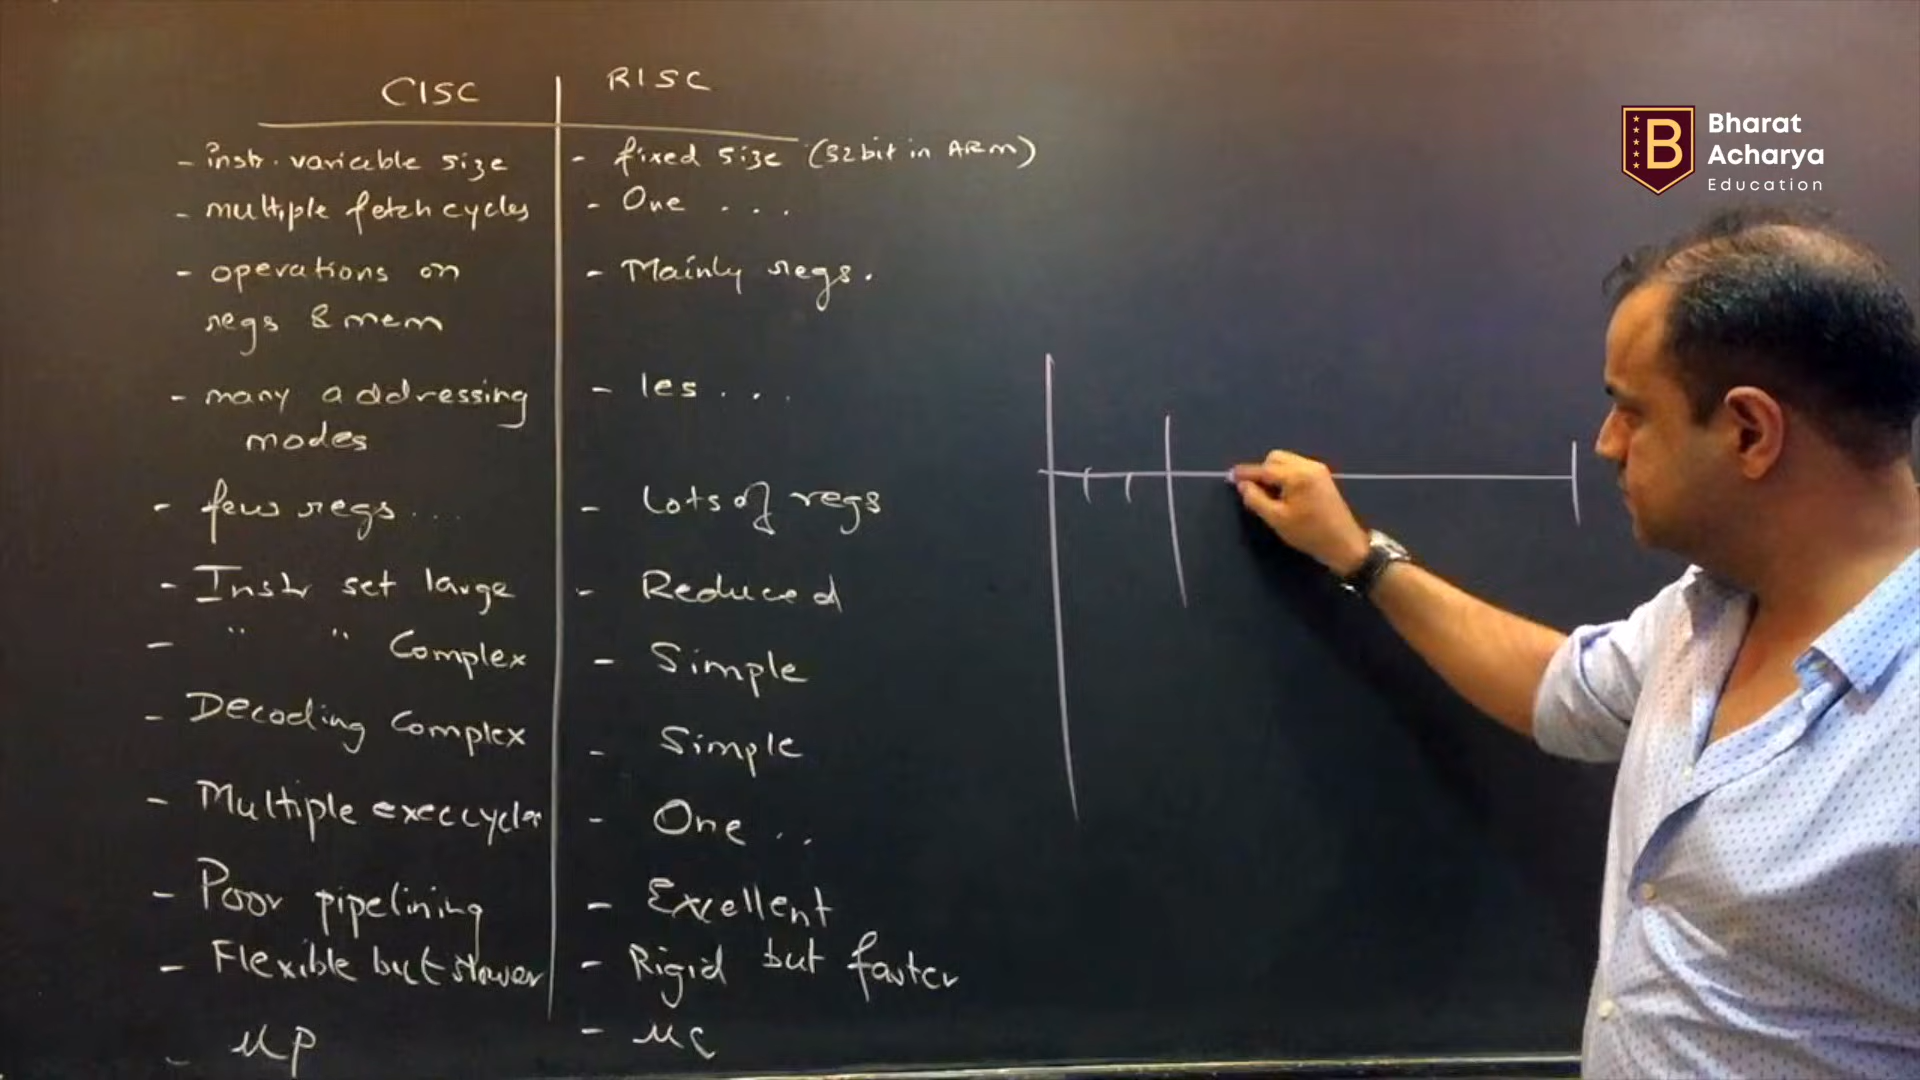 CISC
RISC
- instr. variable size
- fixed size (32bit in ARM)
- multiple fetch cycles
- One ...
- operations on
regs & mem
- Mainly regs.
- many addressing
modes
- les ...
- few regs ...
- Lots of regs
- Instr set large
- Reduced
- " " Complex
- Simple
- Decoding Complex
- Simple
- Multiple exec cycles
- One ..
- Poor pipelining
- Excellent
- Flexible but slower
- Rigid but faster
- μP
- μC
B
Bharat
Acharya
Education